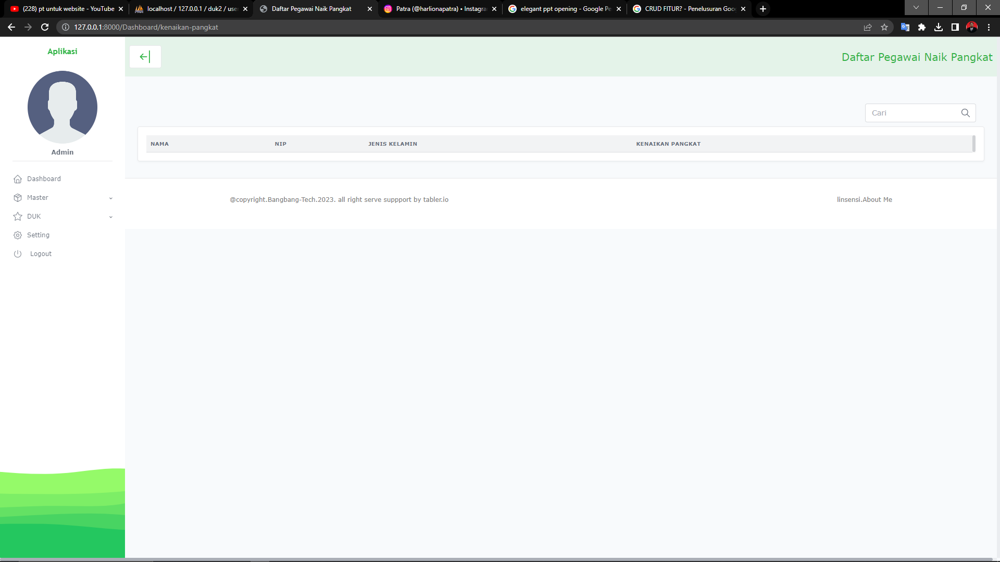 (228) pt untuk website - YouTube
localhost / 127.0.0.1 / duk2 / use
Daftar Pegawai Naik Pangkat
Patra (@harlionapatra) • Instagra
elegant ppt opening - Google Pe
CRUD FITUR? - Penelusuran Goo
127.0.0.1:8000/Dashboard/kenaikan-pangkat
Aplikasi
Daftar Pegawai Naik Pangkat
Admin
Dashboard
Master
DUK
Setting
Logout
Cari
NAMA NIP JENIS KELAMIN KENAIKAN PANGKAT
@copyright.Bangbang-Tech.2023. all right serve suppport by tabler.io
linsensi.About Me